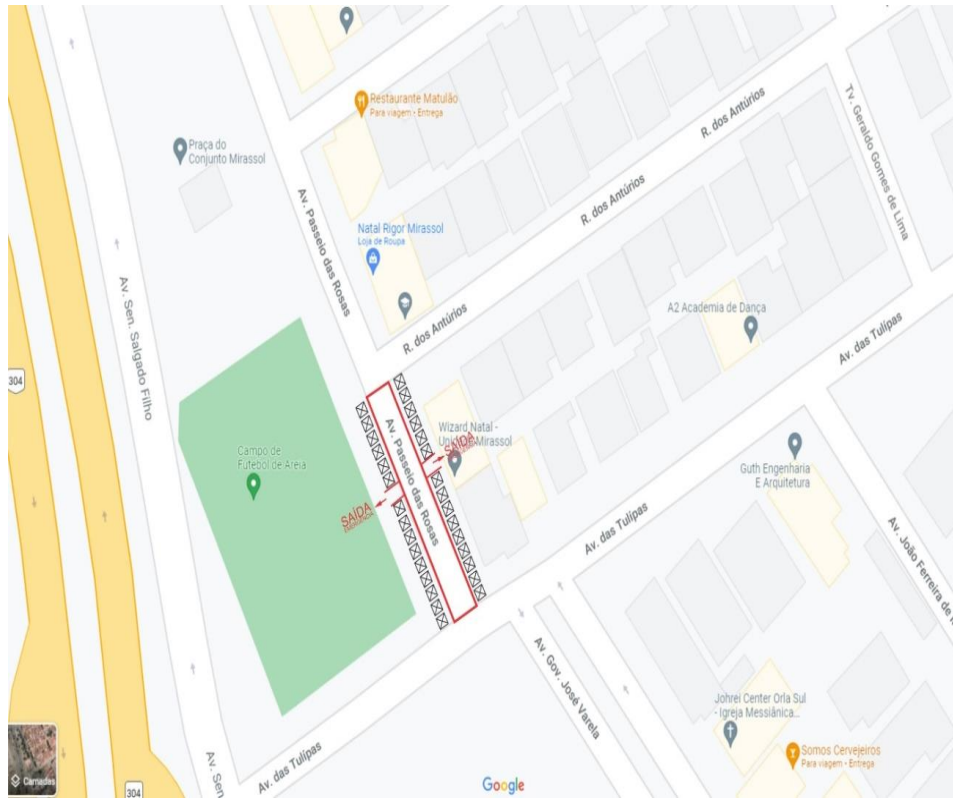 Restaurante Matulão
Para viagem - Entrega
Praça do
Conjunto Mirassol
Av. Passeio das Rosas
Natal Rigor Mirassol
Loja de Roupa
R. dos Antúrios
R. dos Antúrios
R. dos Antúrios
Tv. Geraldo Gomes de Lima
Av. Sen. Salgado Filho
A2 Academia de Dança
Av. das Tulipas
304
Campo de
Futebol de Areia
Av. Passeio das Rosas
Wizard Natal -
Mirassol
SAÍDA
SAÍDA
EMERGÊNCIA
Guth Engenharia
E Arquitetura
Av. das Tulipas
Av. João Ferreira de
Av. Gov. José Varela
Johrei Center Orla Sul
- Igreja Messiânica...
Somos Cervejeiros
Para viagem - Entrega
Av. das Tulipas
Av. Sen
Camadas
304
Google